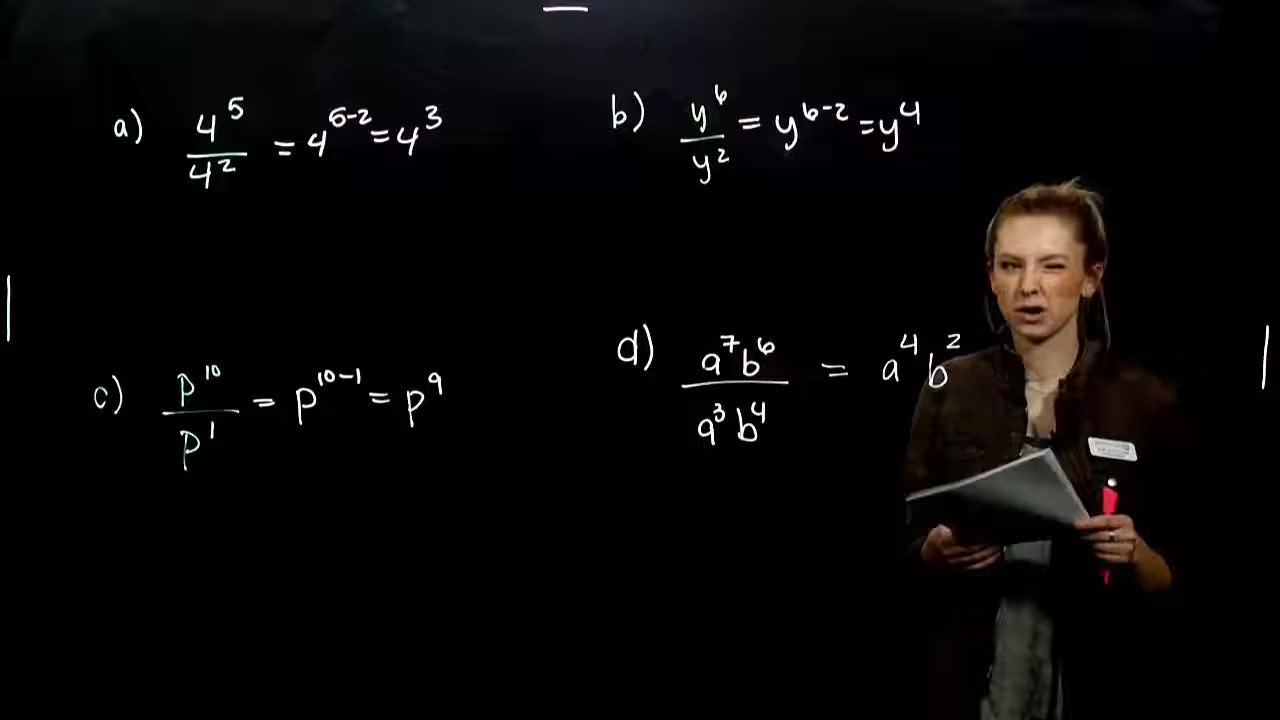 a) 4^5/4^2 = 4^{5-2} = 4^3
b) y^6/y^2 = y^{6-2} = y^4
c) p^{10}/p^1 = p^{10-1} = p^9
d) a^7b^6/a^3b^4 = a^4b^2